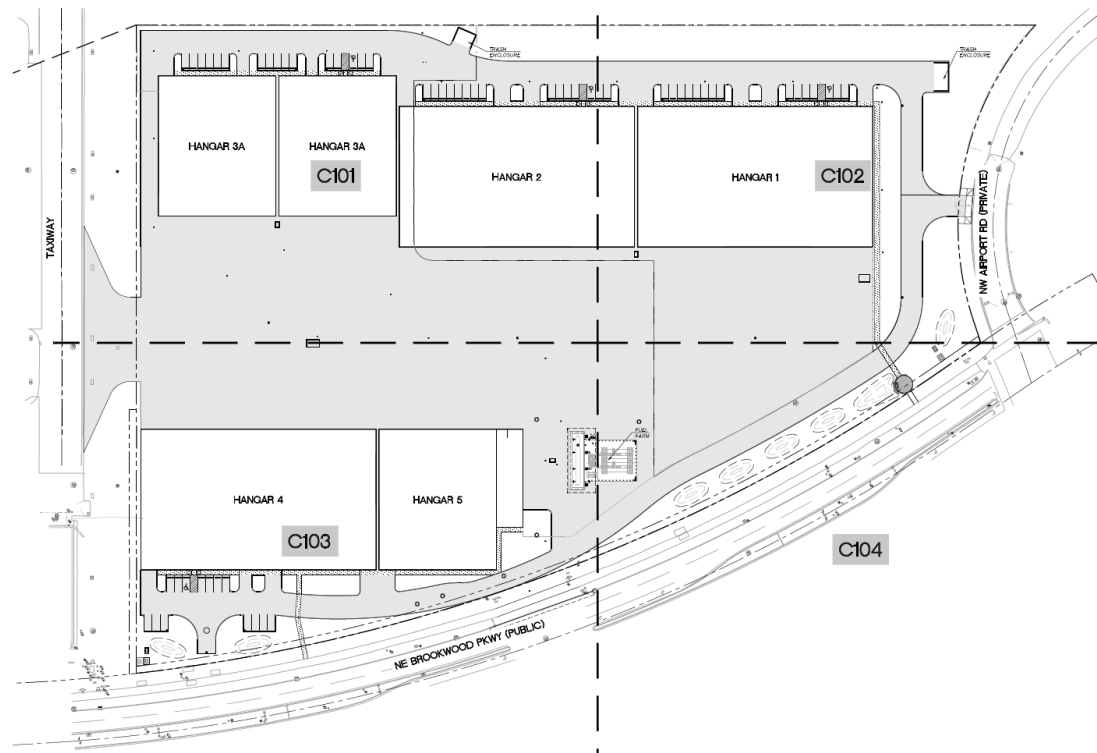 TRASH
ENCLOSURE
TRASH
ENCLOSURE
HANGAR 3A
HANGAR 3A
C101
HANGAR 2
HANGAR 1
C102
TAXIWAY
NW AIRPORT RD (PRIVATE)
FUEL
FARM
HANGAR 4
HANGAR 5
C103
C104
NE BROOKWOOD PKWY (PUBLIC)